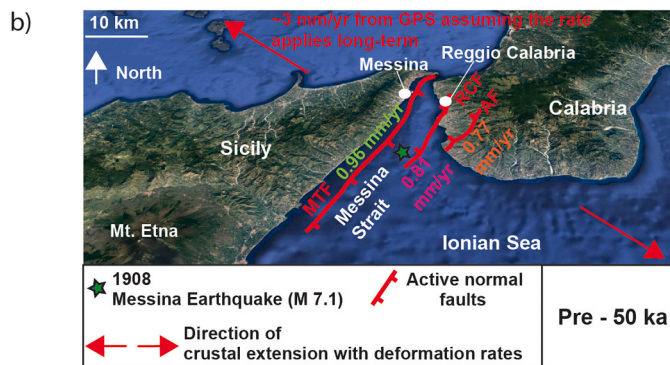 b)
10 km
~3 mm/yr from GPS assuming the rate
applies long-term
North
Messina
Reggio Calabria
RCF
AF
Calabria
Sicily
0.96 mm/yr
0.77
mm/yr
0.81
mm/yr
MTF
Messina
Strait
Mt. Etna
Ionian Sea
1908
Messina Earthquake (M 7.1)
Active normal
faults
Direction of
crustal extension with deformation rates
Pre - 50 ka